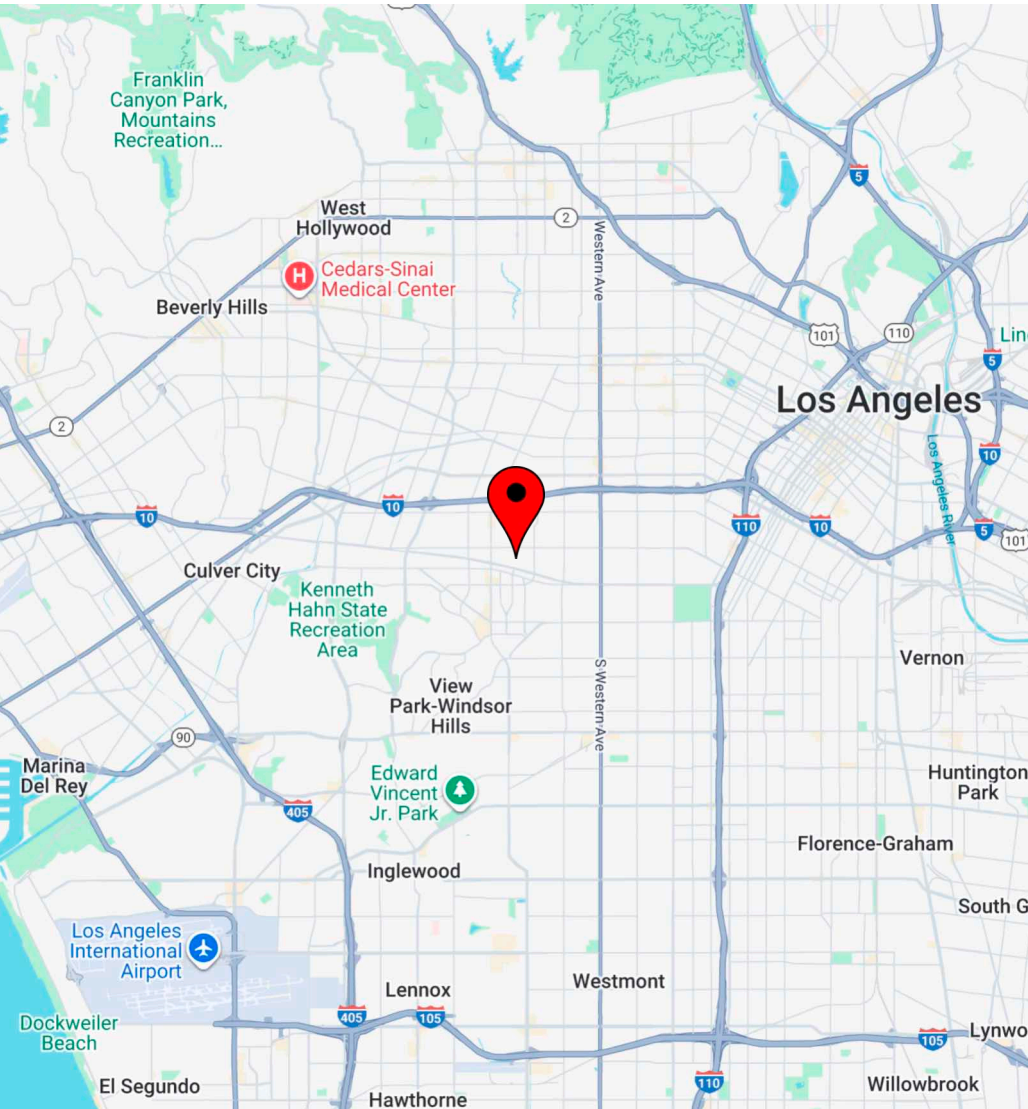 Franklin
Canyon Park,
Mountains
Recreation...
5
West
Hollywood
2
Western Ave
Cedars-Sinai
Medical Center
H
Beverly Hills
101
110
Lin
5
Los Angeles
2
10
Los Angeles River
10
10
110
10
5
101
Culver City
Kenneth
Hahn State
Recreation
Area
Vernon
View
Park-Windsor
Hills
S Western Ave
90
Marina
Del Rey
Edward
Vincent
Jr. Park
Huntington
Park
405
Florence-Graham
Inglewood
South G
Los Angeles
International
Airport
Westmont
Lennox
405
105
Dockweiler
Beach
Lynwo
105
El Segundo
110
Willowbrook
Hawthorne